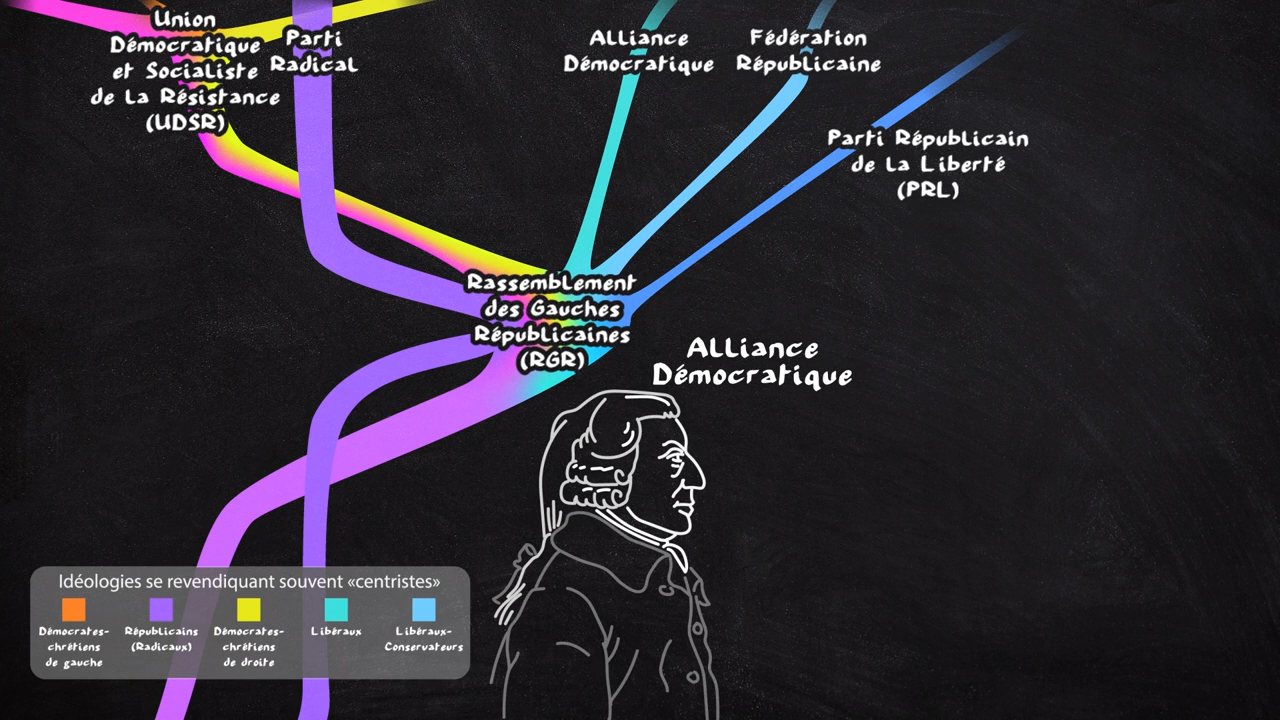 Union
Démocratique
et Socialiste
de la Résistance
(UDSR)
Parti
Radical
Alliance
Démocratique
Fédération
Républicaine
Parti Républicain
de la Liberté
(PRL)
Rassemblement
des Gauches
Républicaines
(RGR)
Alliance
Démocratique
Idéologies se revendiquant souvent «centristes»
Démocrates-
chrétiens
de gauche
Républicains
(Radicaux)
Démocrates-
chrétiens
de droite
Libéraux
Libéraux-
Conservateurs